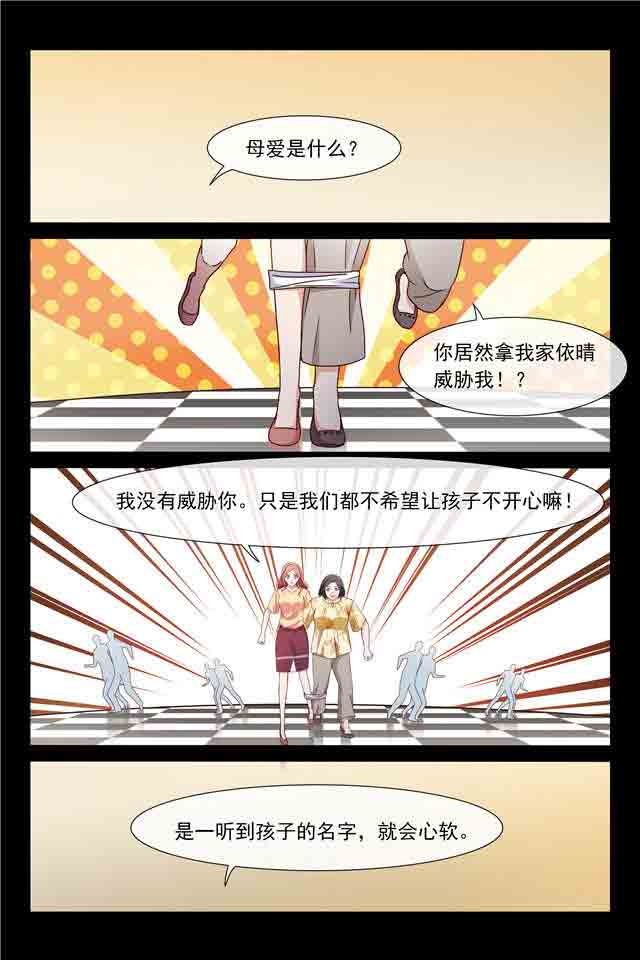 母爱是什么？
你居然拿我家依晴
威胁我！？
我没有威胁你。只是我们都不希望让孩子不开心嘛！
是一听到孩子的名字，就会心软。